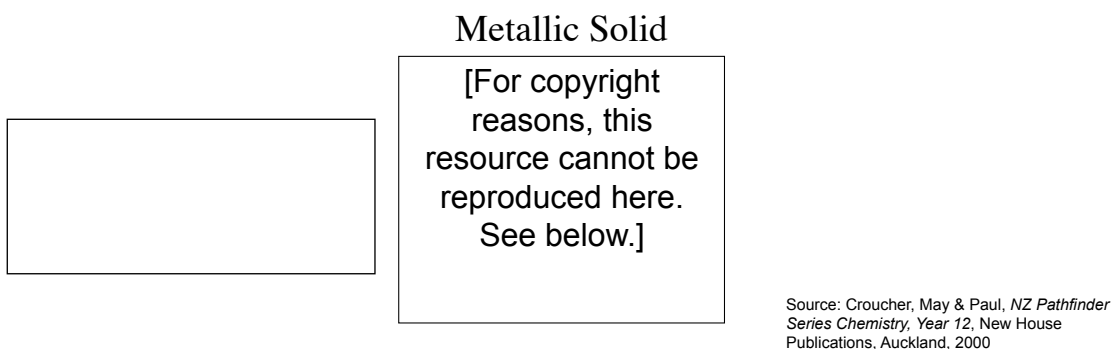 Metallic Solid
[For copyright
reasons, this
resource cannot be
reproduced here.
See below.]
Source: Croucher, May & Paul, NZ Pathfinder
Series Chemistry, Year 12, New House
Publications, Auckland, 2000